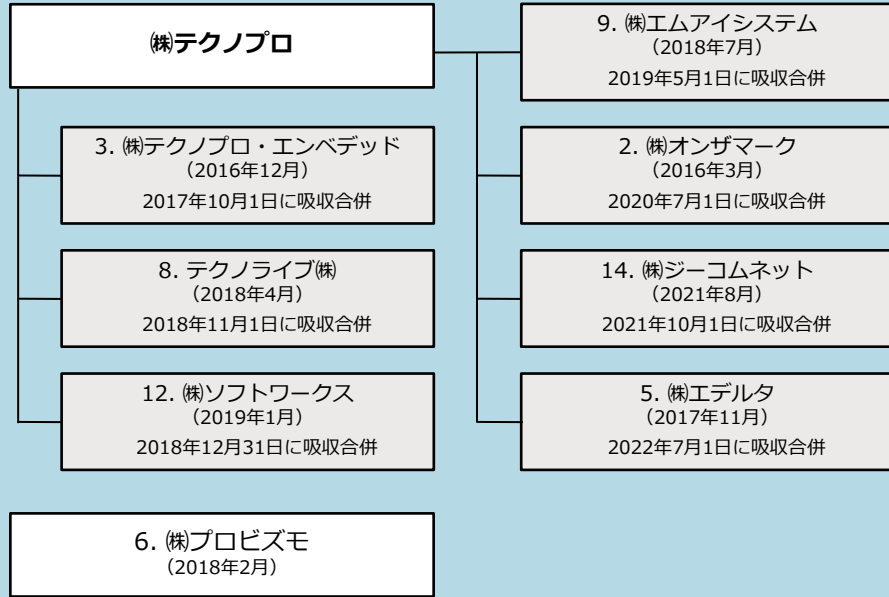 ㈱テクノプロ
3. ㈱テクノプロ・エンベデッド
（2016年12月）
2017年10月1日に吸収合併
8. テクノライブ㈱
（2018年4月）
2018年11月1日に吸収合併
12. ㈱ソフトワークス
（2019年1月）
2018年12月31日に吸収合併
9. ㈱エムアイシステム
（2018年7月）
2019年5月1日に吸収合併
2. ㈱オンザマーク
（2016年3月）
2020年7月1日に吸収合併
14. ㈱ジーコムネット
（2021年8月）
2021年10月1日に吸収合併
5. ㈱エデルタ
（2017年11月）
2022年7月1日に吸収合併
6. ㈱プロビズモ
（2018年2月）